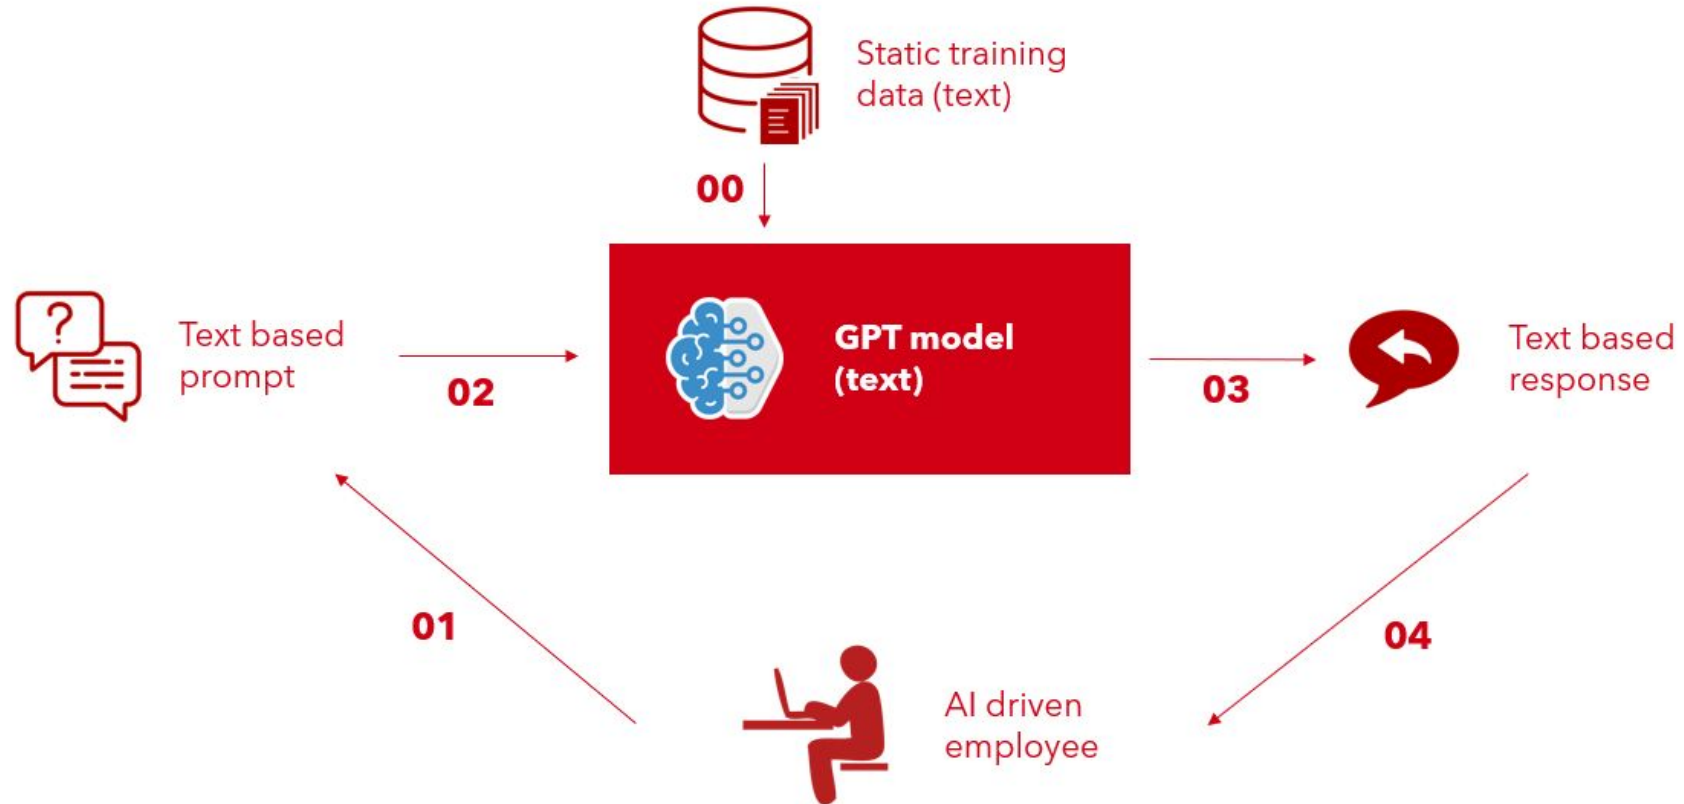 Static training
data (text)
00
GPT model
(text)
?
Text based
prompt
02
03
Text based
response
01
04
AI driven
employee